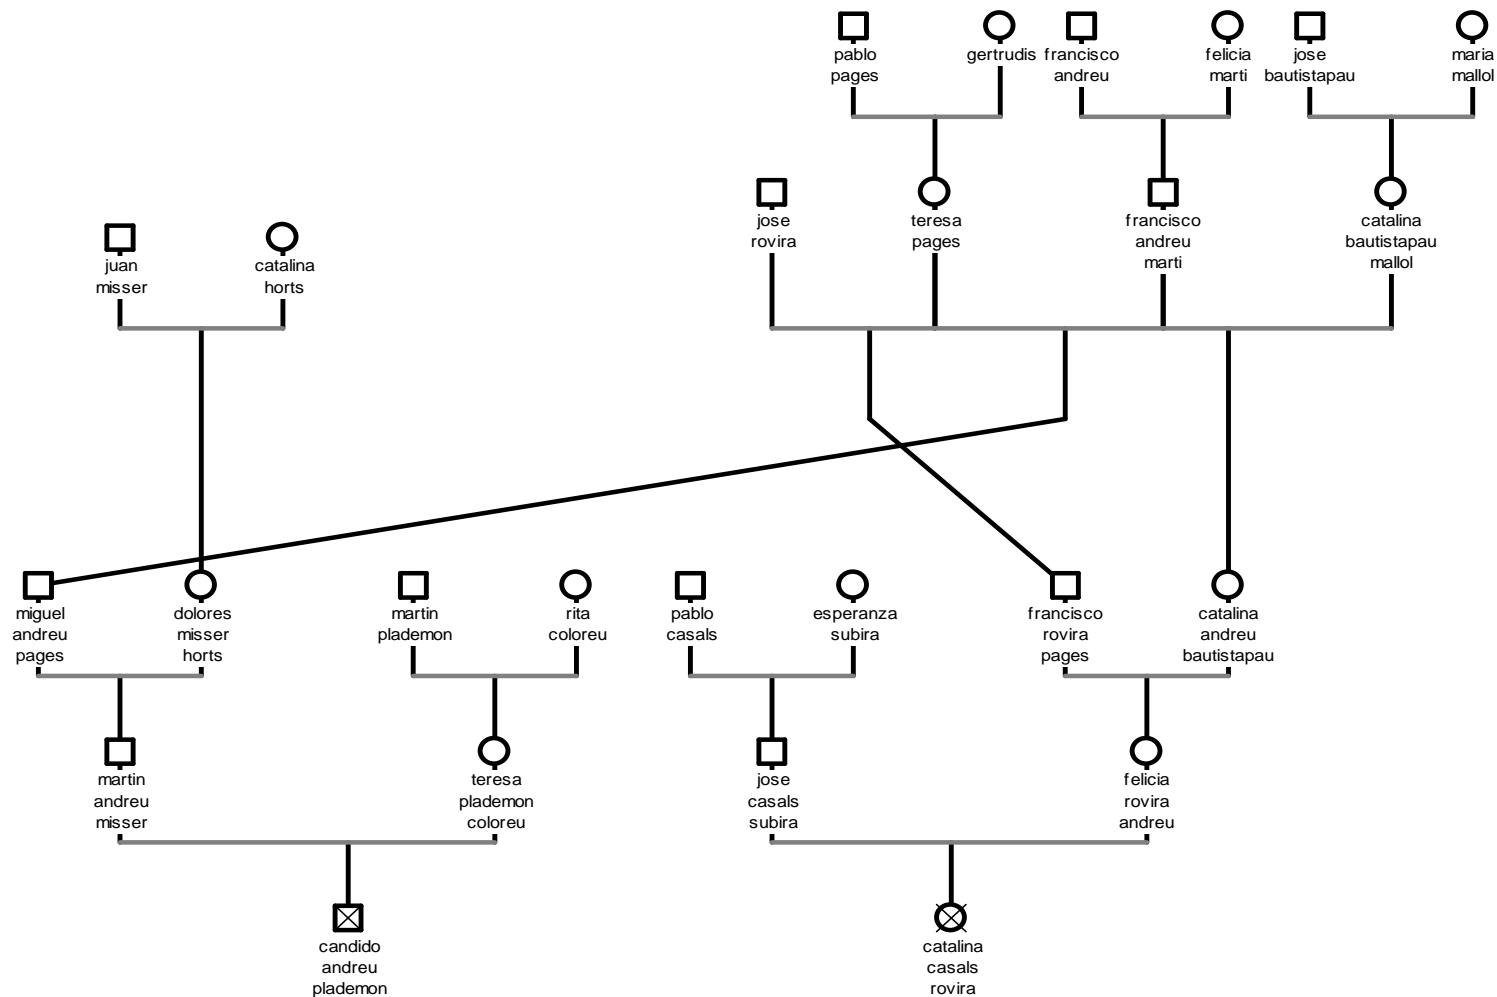 pablo
pages
gertrudis
francisco
andreu
felicia
marti
jose
bautistapau
maria
mallol
jose
rovira
teresa
pages
francisco
andreu
marti
catalina
bautistapau
mallol
juan
misser
catalina
horts
miguel
andreu
pages
dolores
misser
horts
martin
plademon
rita
coloreu
pablo
casals
esperanza
subira
francisco
rovira
pages
catalina
andreu
bautistapau
martin
andreu
misser
teresa
plademon
coloreu
jose
casals
subira
felicia
rovira
andreu
candido
andreu
plademon
catalina
casals
rovira